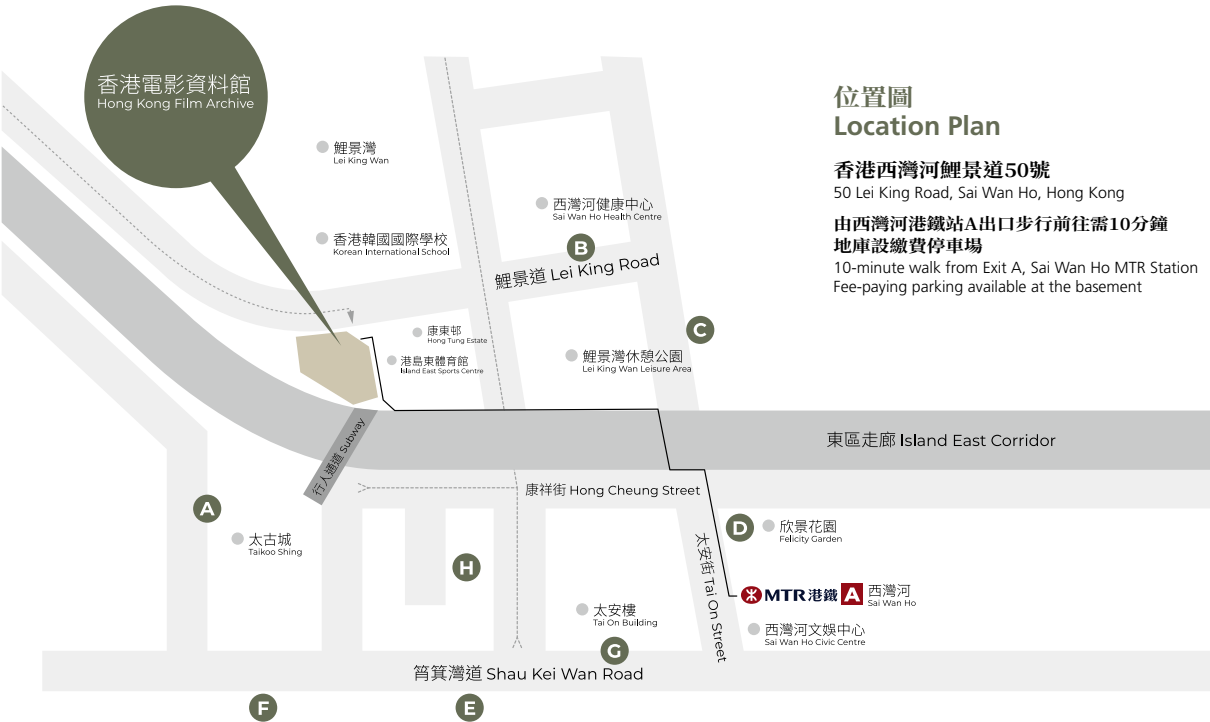 香港電影資料館
Hong Kong Film Archive
位置圖
Location Plan
香港西灣河鯉景道50號
50 Lei King Road, Sai Wan Ho, Hong Kong
由西灣河港鐵站A出口步行前往需10分鐘
地庫設繳費停車場
10-minute walk from Exit A, Sai Wan Ho MTR Station
Fee-paying parking available at the basement
鯉景灣
Lei King Wan
西灣河健康中心
Sai Wan Ho Health Centre
香港韓國國際學校
Korean International School
B
鯉景道 Lei King Road
C
康東邨
Hong Tung Estate
港島東體育館
Island East Sports Centre
鯉景灣休憩公園
Lei King Wan Leisure Area
東區走廊 Island East Corridor
行人通道 Subway
康祥街 Hong Cheung Street
A
太古城
Taikoo Shing
D
欣景花園
Felicity Garden
太安街 Tai On Street
H
MTR 港鐵 A 西灣河
Sai Wan Ho
太安樓
Tai On Building
西灣河文娛中心
Sai Wan Ho Civic Centre
G
筲箕灣道 Shau Kei Wan Road
F
E